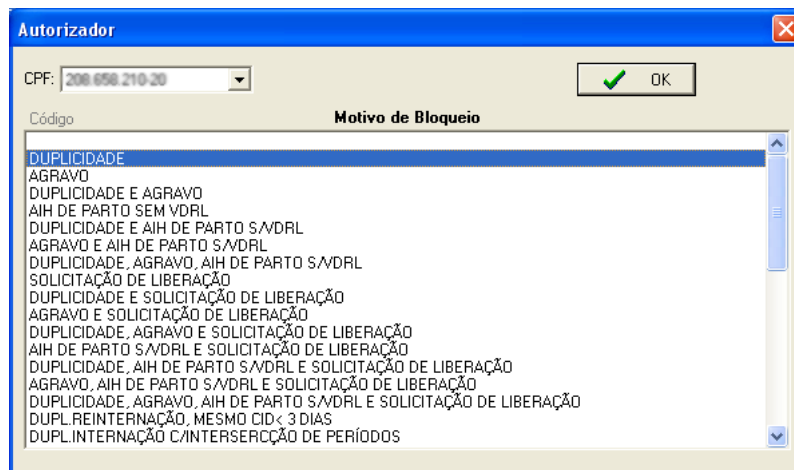 Autorizador
CPF:
OK
Código
Motivo de Bloqueio
DUPLICIDADE
AGRAVO
DUPLICIDADE E AGRAVO
AIH DE PARTO SEM VDRL
DUPLICIDADE E AIH DE PARTO S/VDRL
AGRAVO E AIH DE PARTO S/VDRL
DUPLICIDADE, AGRAVO, AIH DE PARTO S/VDRL
SOLICITAÇÃO DE LIBERAÇÃO
DUPLICIDADE E SOLICITAÇÃO DE LIBERAÇÃO
AGRAVO E SOLICITAÇÃO DE LIBERAÇÃO
DUPLICIDADE, AGRAVO E SOLICITAÇÃO DE LIBERAÇÃO
AIH DE PARTO S/VDRL E SOLICITAÇÃO DE LIBERAÇÃO
DUPLICIDADE, AIH DE PARTO S/VDRL E SOLICITAÇÃO DE LIBERAÇÃO
AGRAVO, AIH DE PARTO S/VDRL E SOLICITAÇÃO DE LIBERAÇÃO
DUPLICIDADE, AGRAVO, AIH DE PARTO S/VDRL E SOLICITAÇÃO DE LIBERAÇÃO
DUPL.REINTERNAÇÃO, MESMO CID< 3 DIAS
DUPL.INTERNAÇÃO C/INTERSERCÇÃO DE PERÍODOS